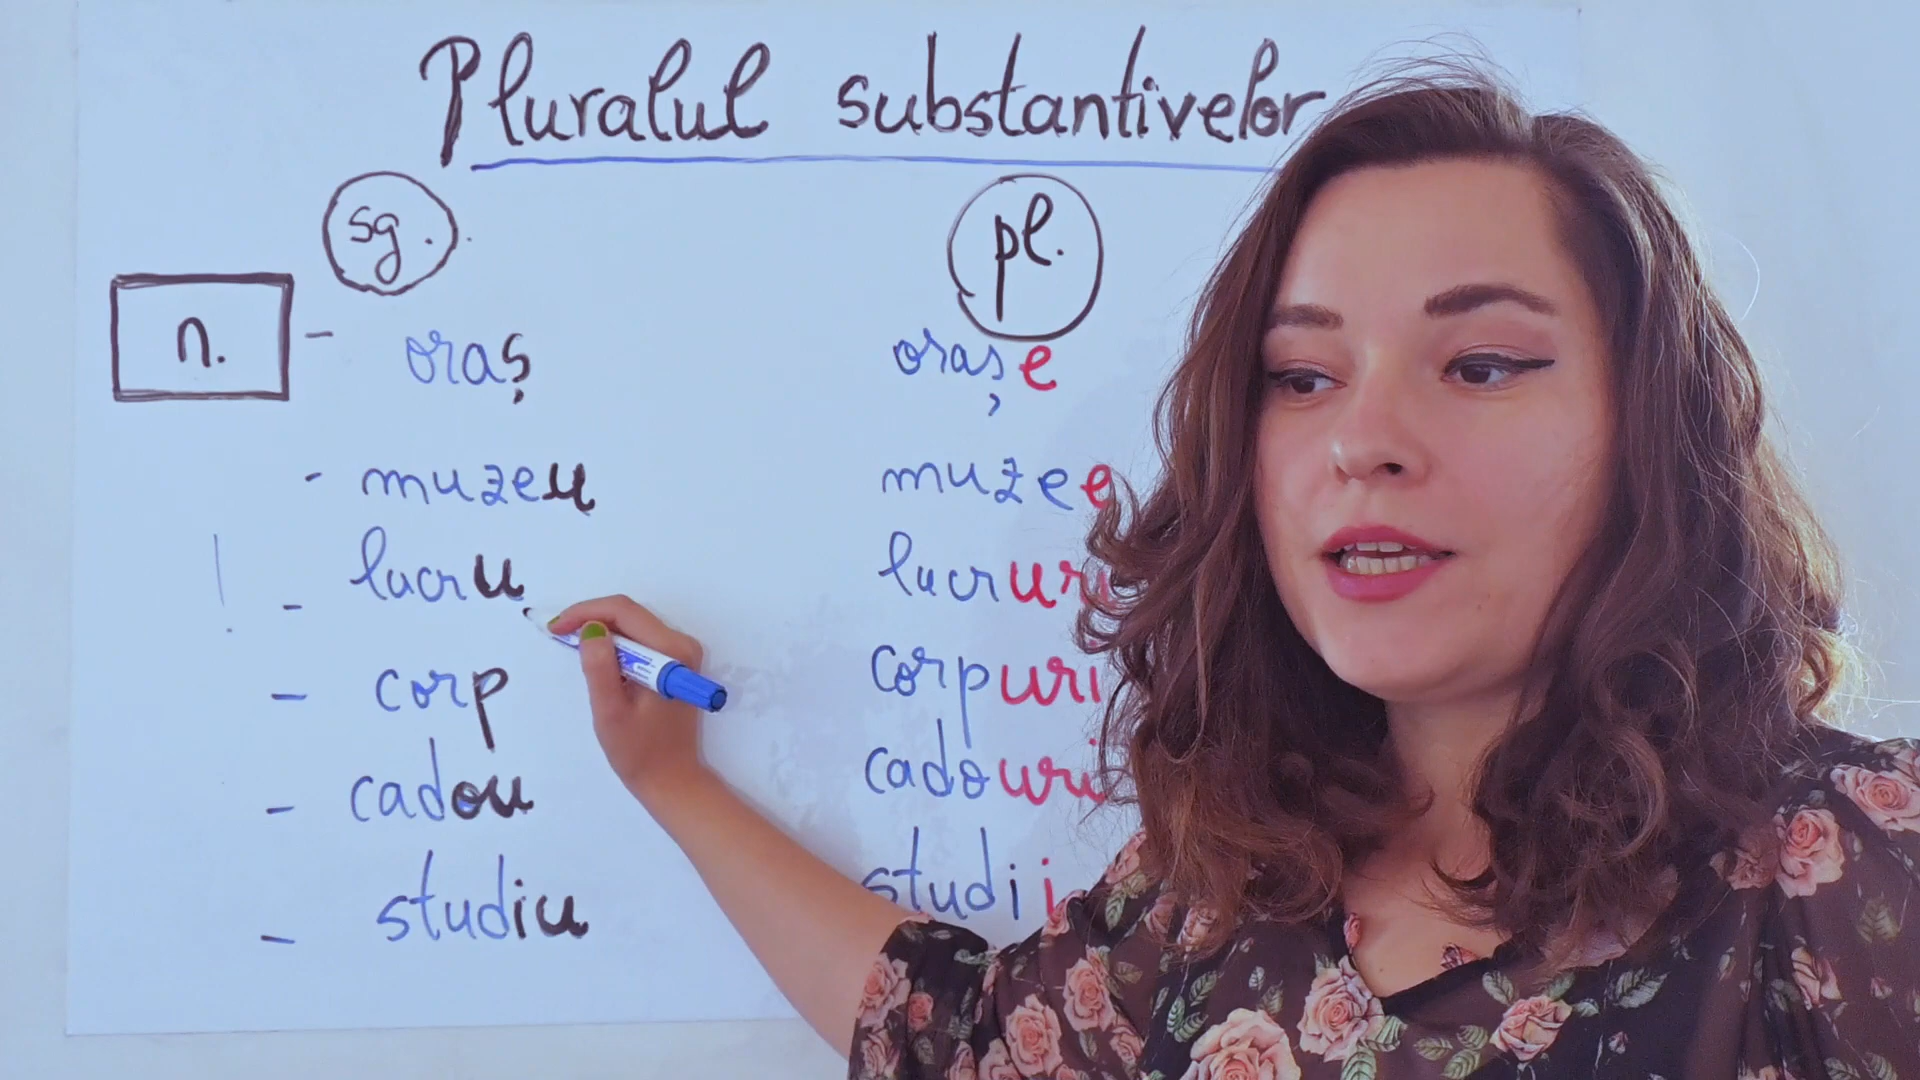 Pluralul substantivelor
sg. pl.
n. - oraș orașe
- muzeu muzee
! - lucru lucruri
- corp corpuri
- cadou cadouri
- studiu studii